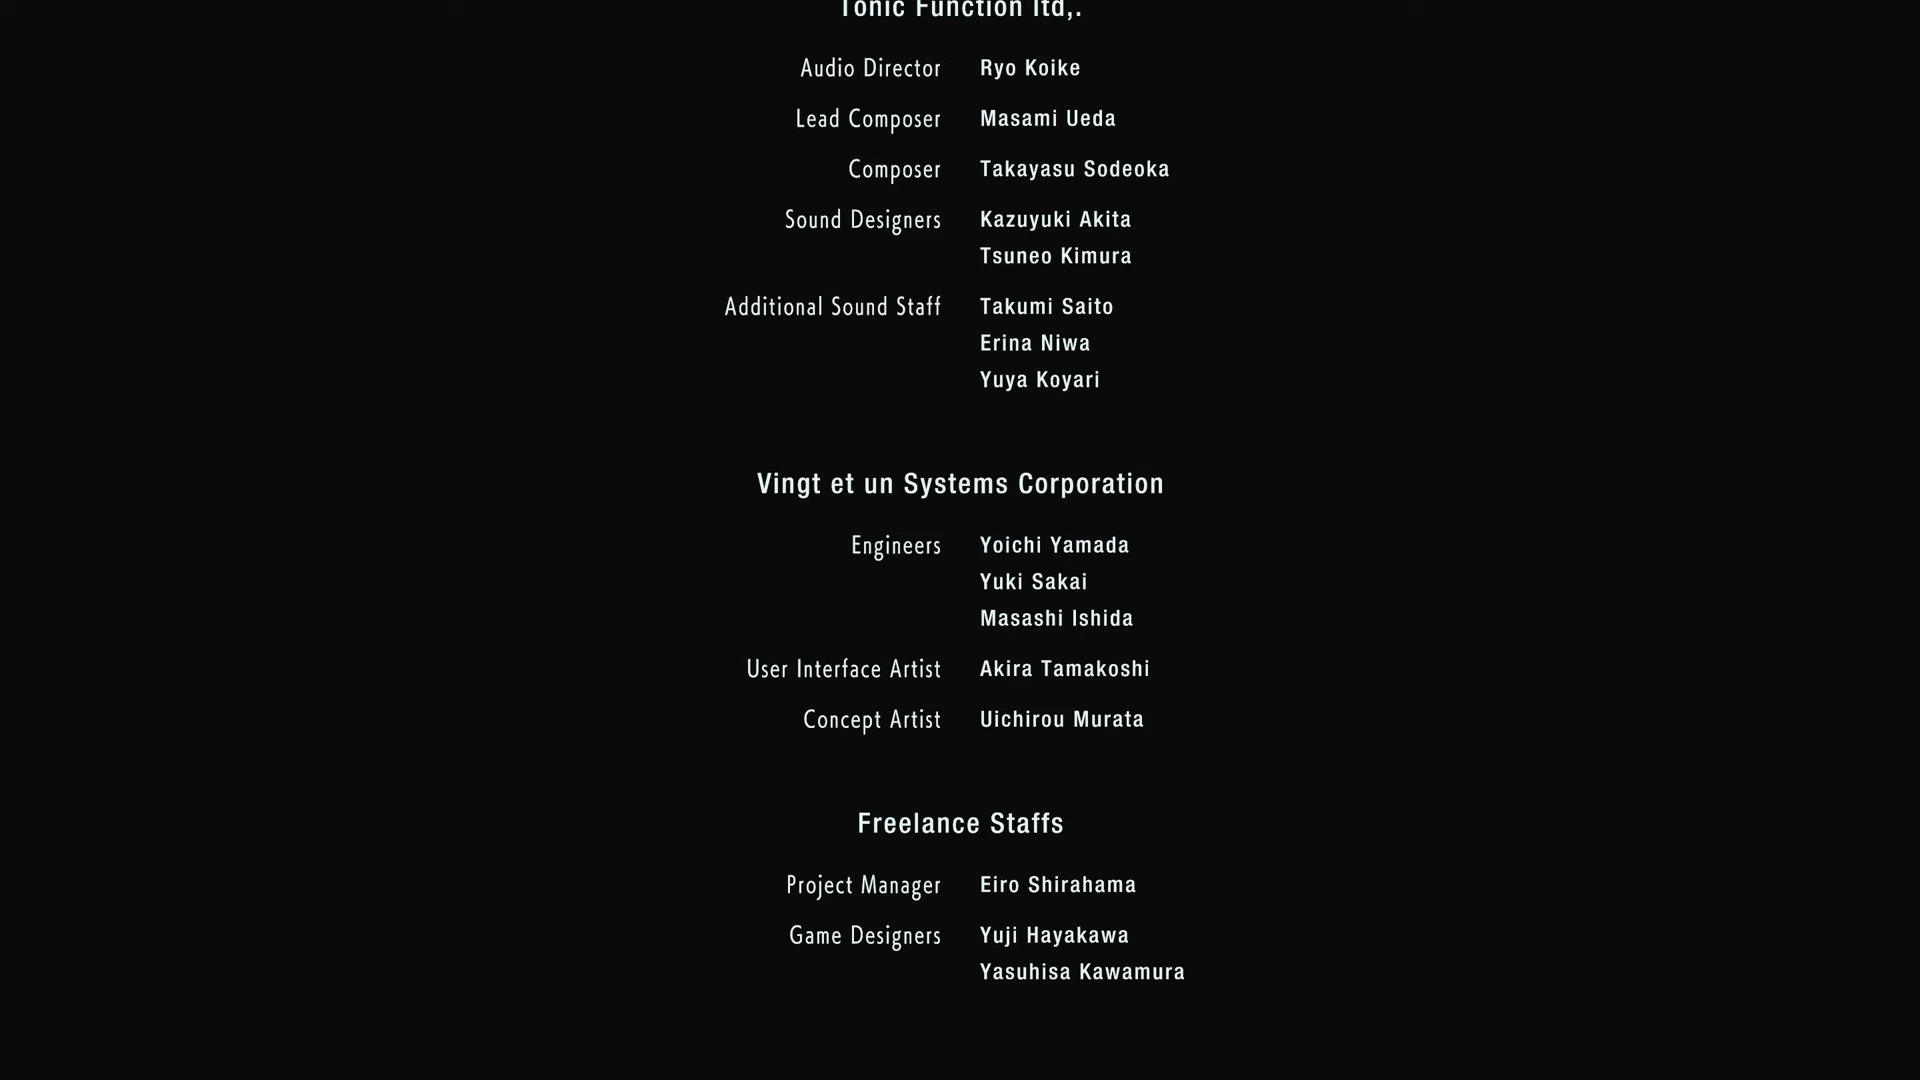 Tonic Function ltd,.
Audio Director Ryo Koike
Lead Composer Masami Ueda
Composer Takayasu Sodeoka
Sound Designers Kazuyuki Akita
Tsuneo Kimura
Additional Sound Staff Takumi Saito
Erina Niwa
Yuya Koyari
Vingt et un Systems Corporation
Engineers Yoichi Yamada
Yuki Sakai
Masashi Ishida
User Interface Artist Akira Tamakoshi
Concept Artist Uichirou Murata
Freelance Staffs
Project Manager Eiro Shirahama
Game Designers Yuji Hayakawa
Yasuhisa Kawamura